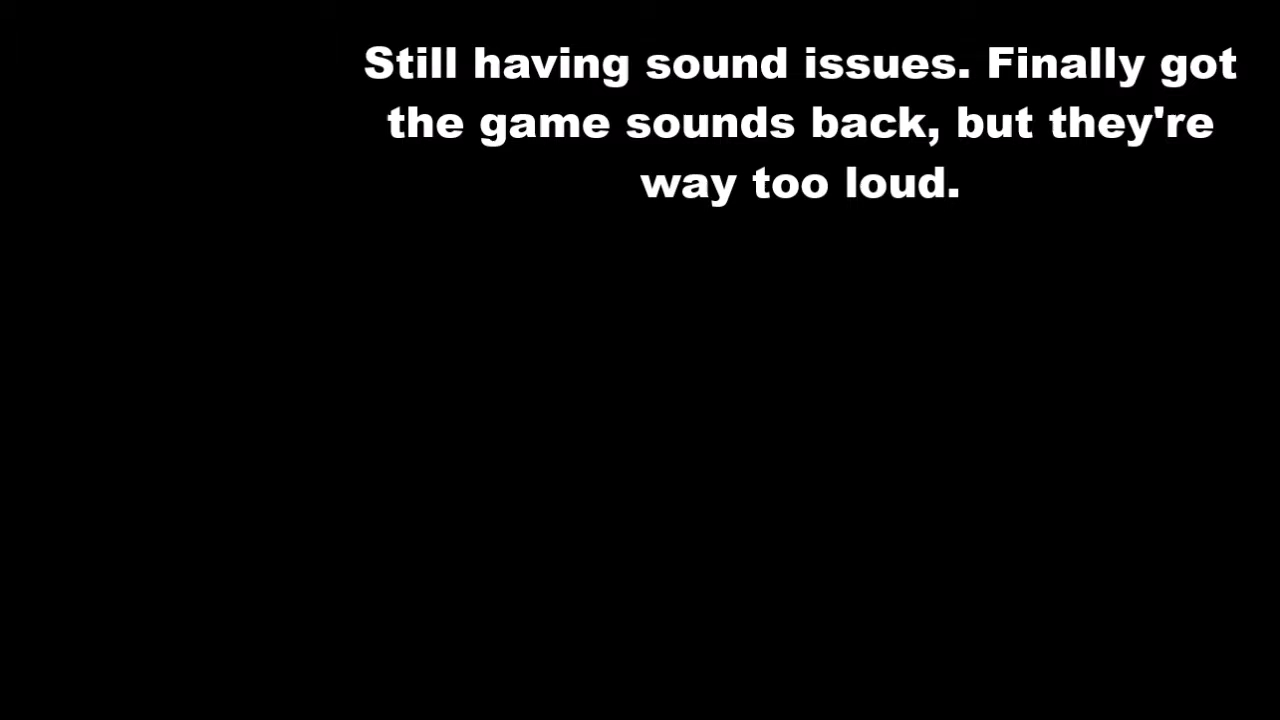 Still having sound issues. Finally got
the game sounds back, but they're
way too loud.